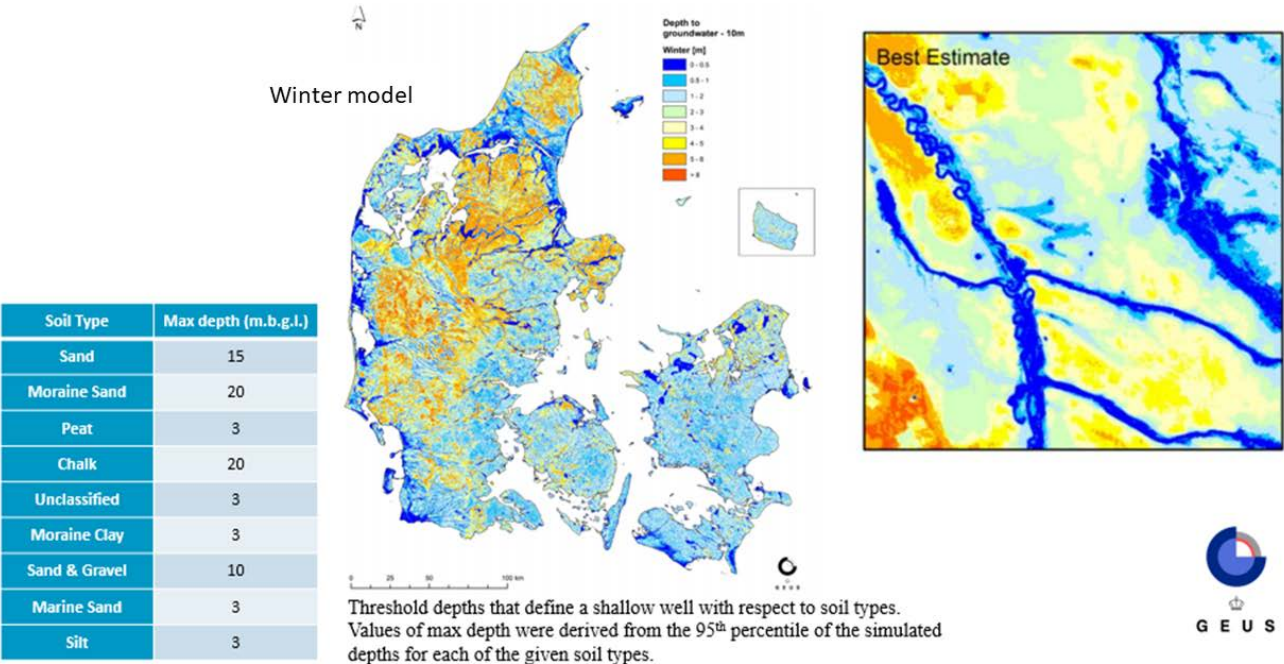 Winter model
N
Depth to
groundwater - 10m
Winter [m]
0 - 0.5
0.5 - 1
1 - 2
2 - 3
3 - 4
4 - 5
5 - 8
> 8
Best Estimate
Soil Type Max depth (m.b.g.l.)
Sand 15
Moraine Sand 20
Peat 3
Chalk 20
Unclassified 3
Moraine Clay 3
Sand & Gravel 10
Marine Sand 3
Silt 3
0 25 50 100 km
G E U S
Threshold depths that define a shallow well with respect to soil types.
Values of max depth were derived from the 95th percentile of the simulated
depths for each of the given soil types.
G E U S